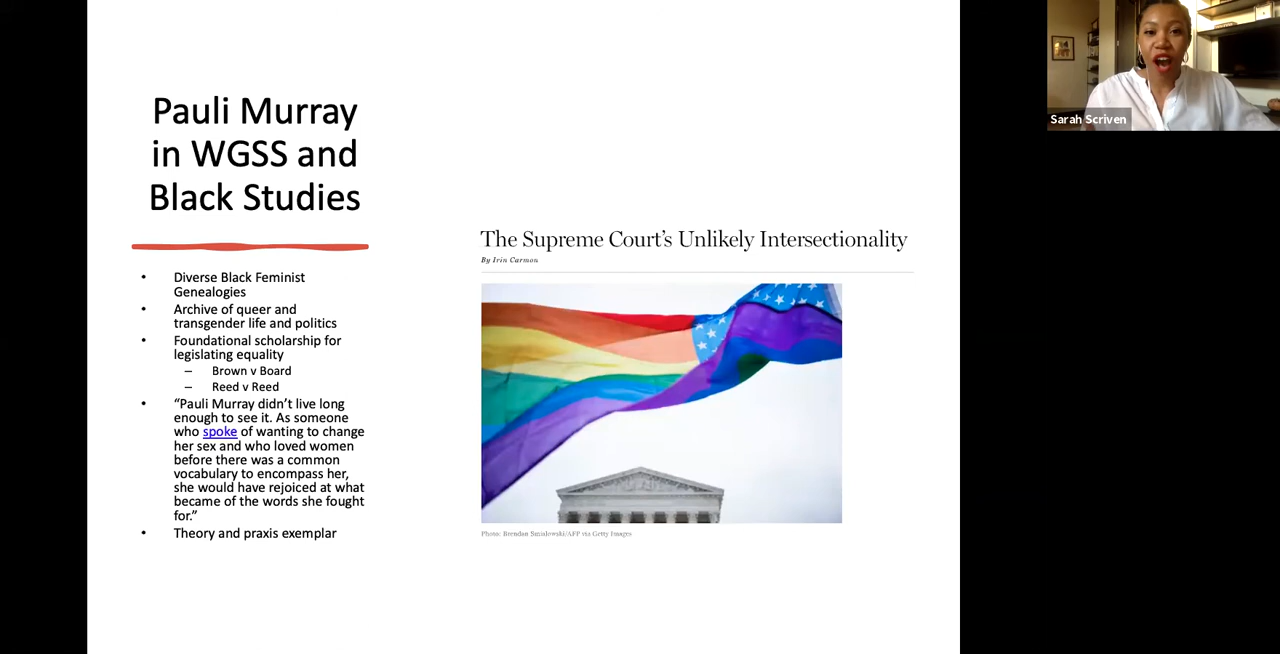 Pauli Murray
in WGSS and
Black Studies
• Diverse Black Feminist
Genealogies
• Archive of queer and
transgender life and politics
• Foundational scholarship for
legislating equality
– Brown v Board
– Reed v Reed
• “Pauli Murray didn’t live long
enough to see it. As someone
who spoke of wanting to change
her sex and who loved women
before there was a common
vocabulary to encompass her,
she would have rejoiced at what
became of the words she fought
for.”
• Theory and praxis exemplar
The Supreme Court’s Unlikely Intersectionality
By Irin Carmon
Photo: Brendan Smialowski/AFP via Getty Images
Sarah Scriven